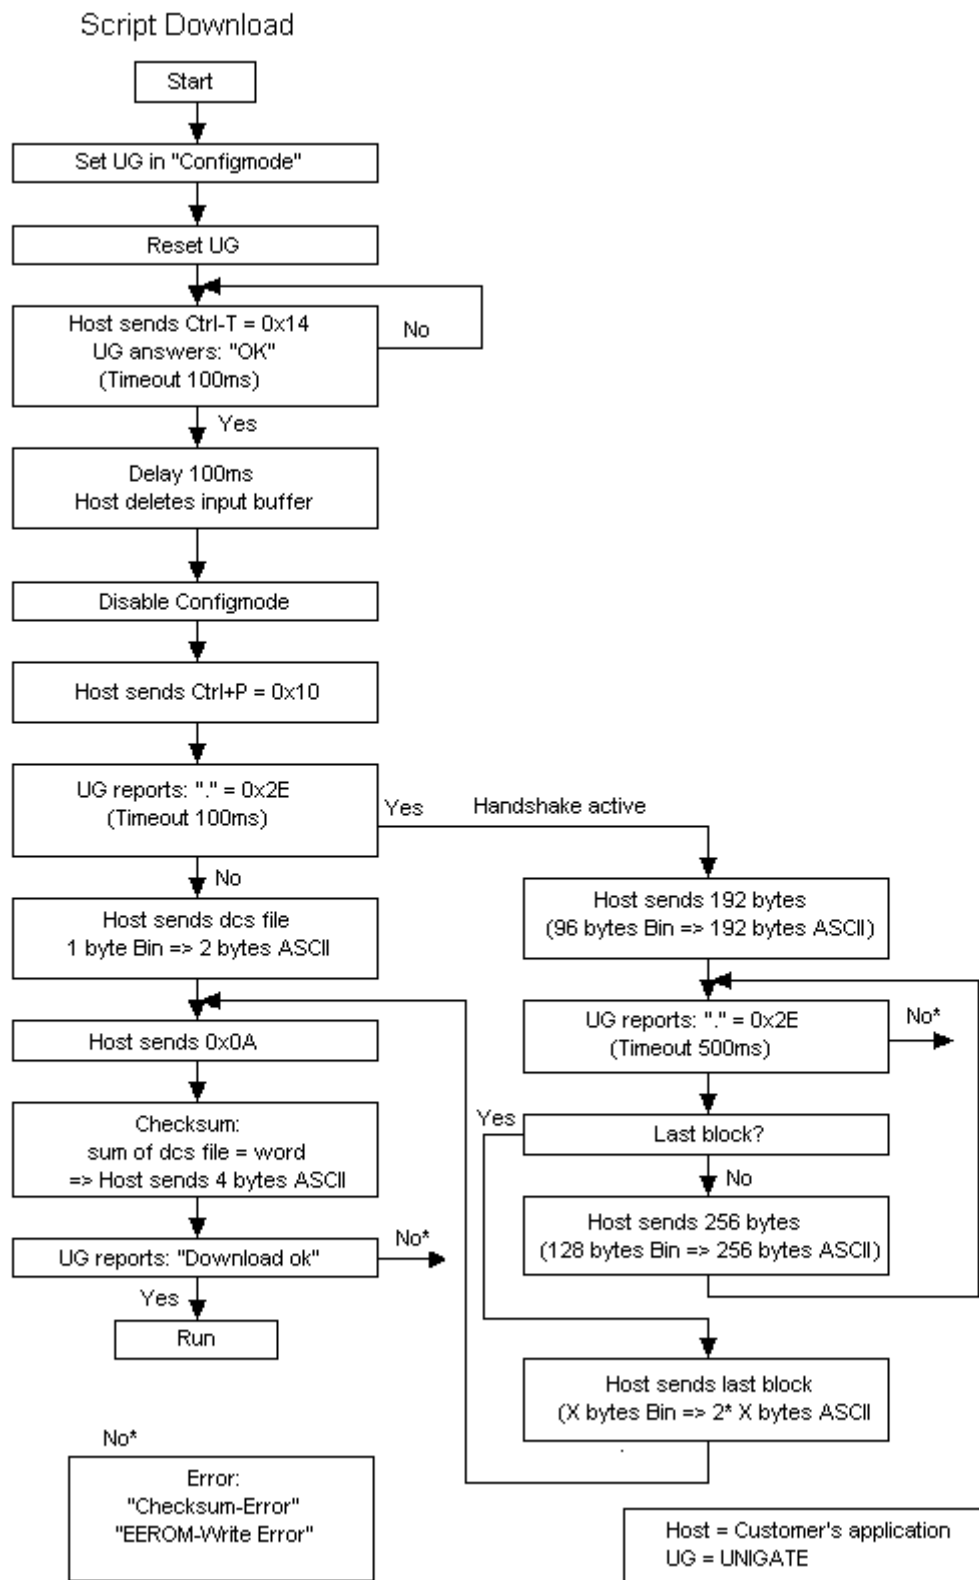 Script Download
Start
Set UG in "Configmode"
Reset UG
Host sends Ctrl-T = 0x14
UG answers: "OK"
(Timeout 100ms)
No
Yes
Delay 100ms
Host deletes input buffer
Disable Configmode
Host sends Ctrl+P = 0x10
UG reports: "." = 0x2E
(Timeout 100ms)
Yes
Handshake active
No
Host sends dcs file
1 byte Bin => 2 bytes ASCII
Host sends 192 bytes
(96 bytes Bin => 192 bytes ASCII)
UG reports: "." = 0x2E
(Timeout 500ms)
No*
Host sends 0x0A
Checksum:
sum of dcs file = word
=> Host sends 4 bytes ASCII
Yes
Last block?
No
Host sends 256 bytes
(128 bytes Bin => 256 bytes ASCII)
UG reports: "Download ok"
No*
Yes
Run
Host sends last block
(X bytes Bin => 2* X bytes ASCII
No*
Error:
"Checksum-Error"
"EEROM-Write Error"
Host = Customer's application
UG = UNIGATE